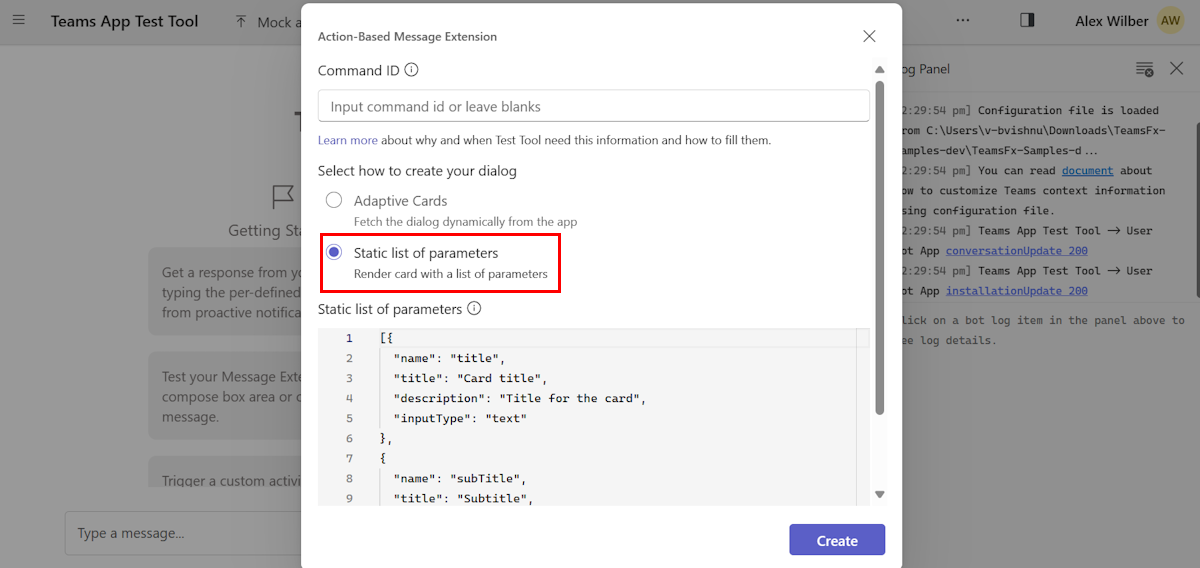 Teams App Test Tool
Mock a
Alex Wilber
AW
Action-Based Message Extension
Command ID
Input command id or leave blanks
Learn more about why and when Test Tool need this information and how to fill them.
Select how to create your dialog
Adaptive Cards
Fetch the dialog dynamically from the app
Static list of parameters
Render card with a list of parameters
Static list of parameters
1 [{
2 "name": "title",
3 "title": "Card title",
4 "description": "Title for the card",
5 "inputType": "text"
6 },
7 {
8 "name": "subTitle",
9 "title": "Subtitle",
Create
Getting Sta
Get a response from yo
typing the per-defined
from proactive notifica
Test your Message Exte
compose box area or c
message.
Trigger a custom activi
Type a message...
og Panel
2:29:54 pm] Configuration file is loaded
rom C:\Users\v-bvishnu\Downloads\TeamsFx-
amples-dev\TeamsFx-Samples-d...
2:29:54 pm] You can read document about
ow to customize Teams context information
sing configuration file.
2:29:54 pm] Teams App Test Tool → User
ot App conversationUpdate 200
2:29:54 pm] Teams App Test Tool → User
ot App installationUpdate 200
lick on a bot log item in the panel above to
ee log details.